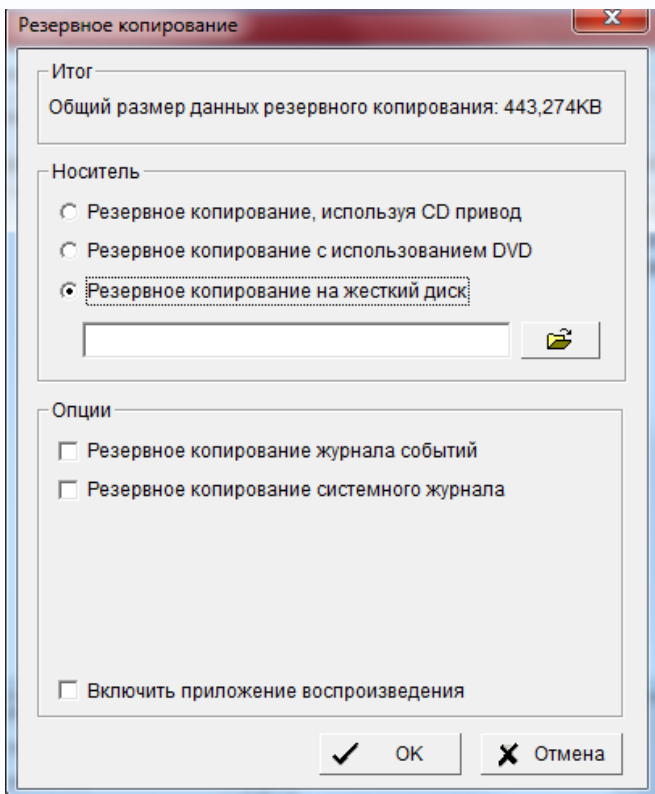 Резервное копирование
Итог
Общий размер данных резервного копирования: 443,274KB
Носитель
Резервное копирование, используя CD привод
Резервное копирование с использованием DVD
Резервное копирование на жесткий диск
Опции
Резервное копирование журнала событий
Резервное копирование системного журнала
Включить приложение воспроизведения
OK
Отмена